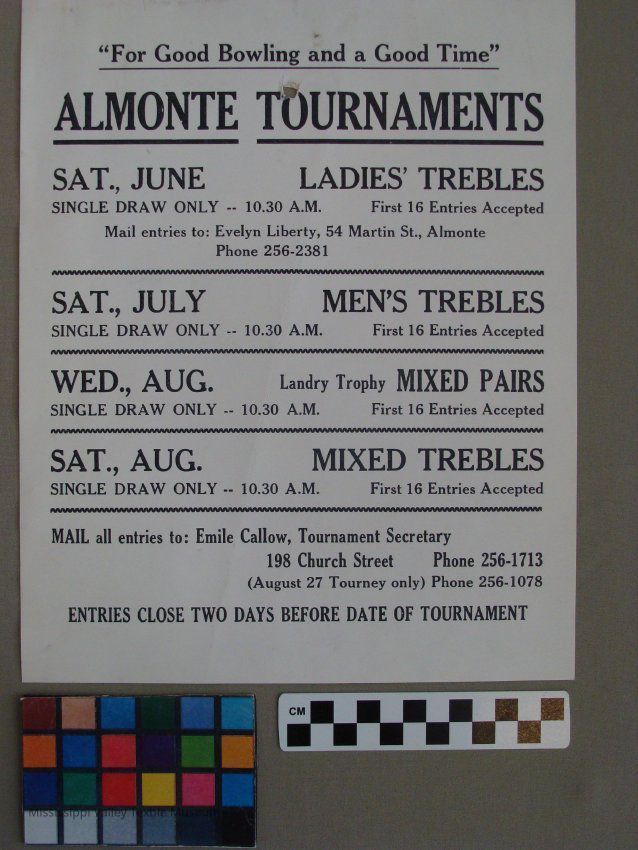 “For Good Bowling and a Good Time”
ALMONTE TOURNAMENTS
SAT., JUNE LADIES' TREBLES
SINGLE DRAW ONLY -- 10.30 A.M. First 16 Entries Accepted
Mail entries to: Evelyn Liberty, 54 Martin St., Almonte
Phone 256-2381
SAT., JULY MEN'S TREBLES
SINGLE DRAW ONLY -- 10.30 A.M. First 16 Entries Accepted
WED., AUG. Landry Trophy MIXED PAIRS
SINGLE DRAW ONLY -- 10.30 A.M. First 16 Entries Accepted
SAT., AUG. MIXED TREBLES
SINGLE DRAW ONLY -- 10.30 A.M. First 16 Entries Accepted
MAIL all entries to: Emile Callow, Tournament Secretary
198 Church Street Phone 256-1713
(August 27 Tourney only) Phone 256-1078
ENTRIES CLOSE TWO DAYS BEFORE DATE OF TOURNAMENT
CM
Mississippi Valley Textile Museum